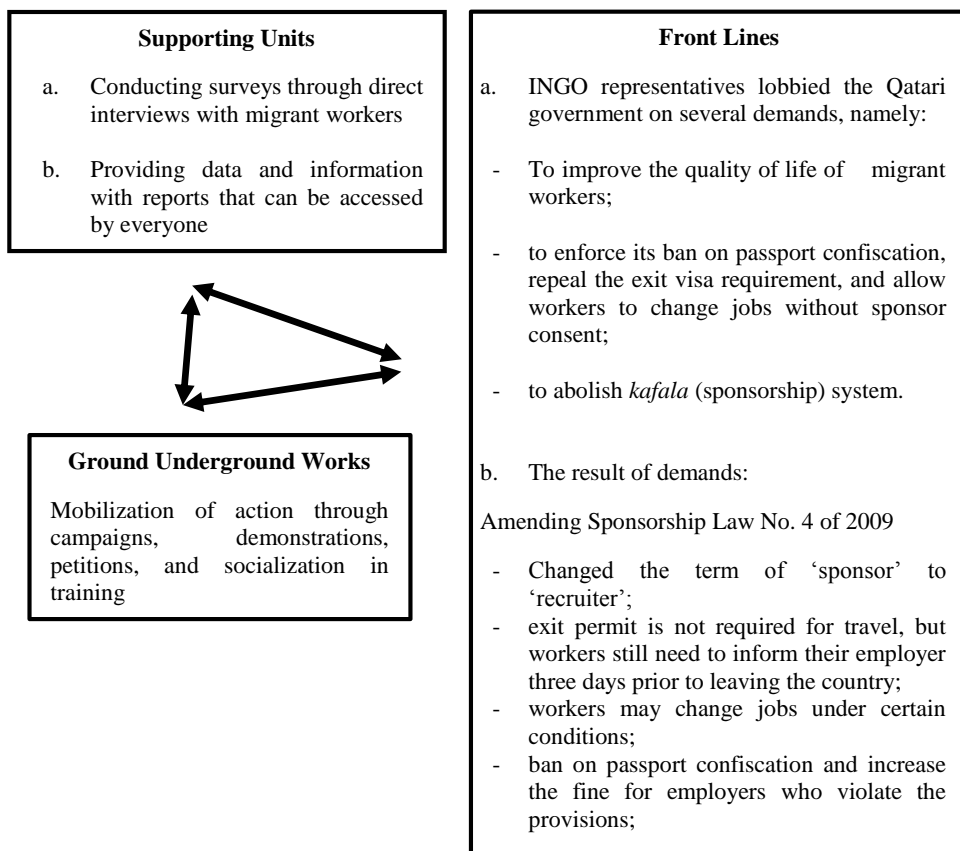 Supporting Units
a. Conducting surveys through direct
interviews with migrant workers
b. Providing data and information
with reports that can be accessed
by everyone
Ground Underground Works
Mobilization of action through
campaigns, demonstrations,
petitions, and socialization in
training
Front Lines
a. INGO representatives lobbied the Qatari
government on several demands, namely:
- To improve the quality of life of migrant
workers;
- to enforce its ban on passport confiscation,
repeal the exit visa requirement, and allow
workers to change jobs without sponsor
consent;
- to abolish kafala (sponsorship) system.
b. The result of demands:
Amending Sponsorship Law No. 4 of 2009
- Changed the term of ‘sponsor’ to
‘recruiter’;
- exit permit is not required for travel, but
workers still need to inform their employer
three days prior to leaving the country;
- workers may change jobs under certain
conditions;
- ban on passport confiscation and increase
the fine for employers who violate the
provisions;